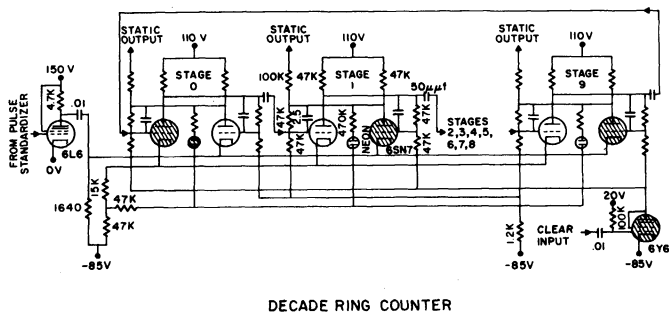 STATIC OUTPUT
110 V
STATIC OUTPUT
110V
STATIC OUTPUT
110V
150 V
4.7K
.01
FROM PULSE STANDARDIZER
6L6
0V
STAGE 0
100K
47K
47K
STAGE 1
47K
50μμf
47K
2.5
47K
470K
NEON
6SN7
47K
47K
STAGES 2,3,4,5, 6,7,8
STAGE 9
1640
15K
47K
47K
-85V
1.2K
-85V
CLEAR INPUT
.01
20V
100K
6Y6
-85V
DECADE RING COUNTER